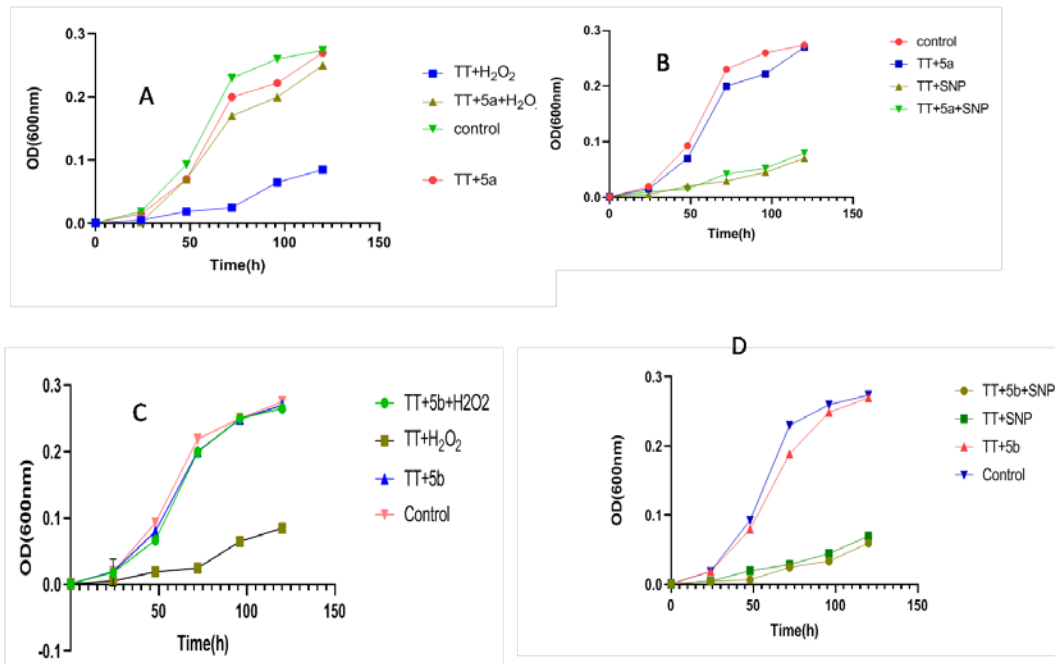 A
OD(600nm)
0.3
0.2
0.1
0.0
0 50 100 150
Time(h)
TT+H₂O₂
TT+5a+H₂O
control
TT+5a
B
OD(600nm)
0.3
0.2
0.1
0.0
0 50 100 150
Time(h)
control
TT+5a
TT+SNP
TT+5a+SNP
C
OD(600nm)
0.3
0.2
0.1
0.0
-0.1
50 100 150
Time(h)
TT+5b+H2O2
TT+H₂O₂
TT+5b
Control
D
OD(600nm)
0.3
0.2
0.1
0.0
0 50 100 150
Time(h)
TT+5b+SNP
TT+SNP
TT+5b
Control